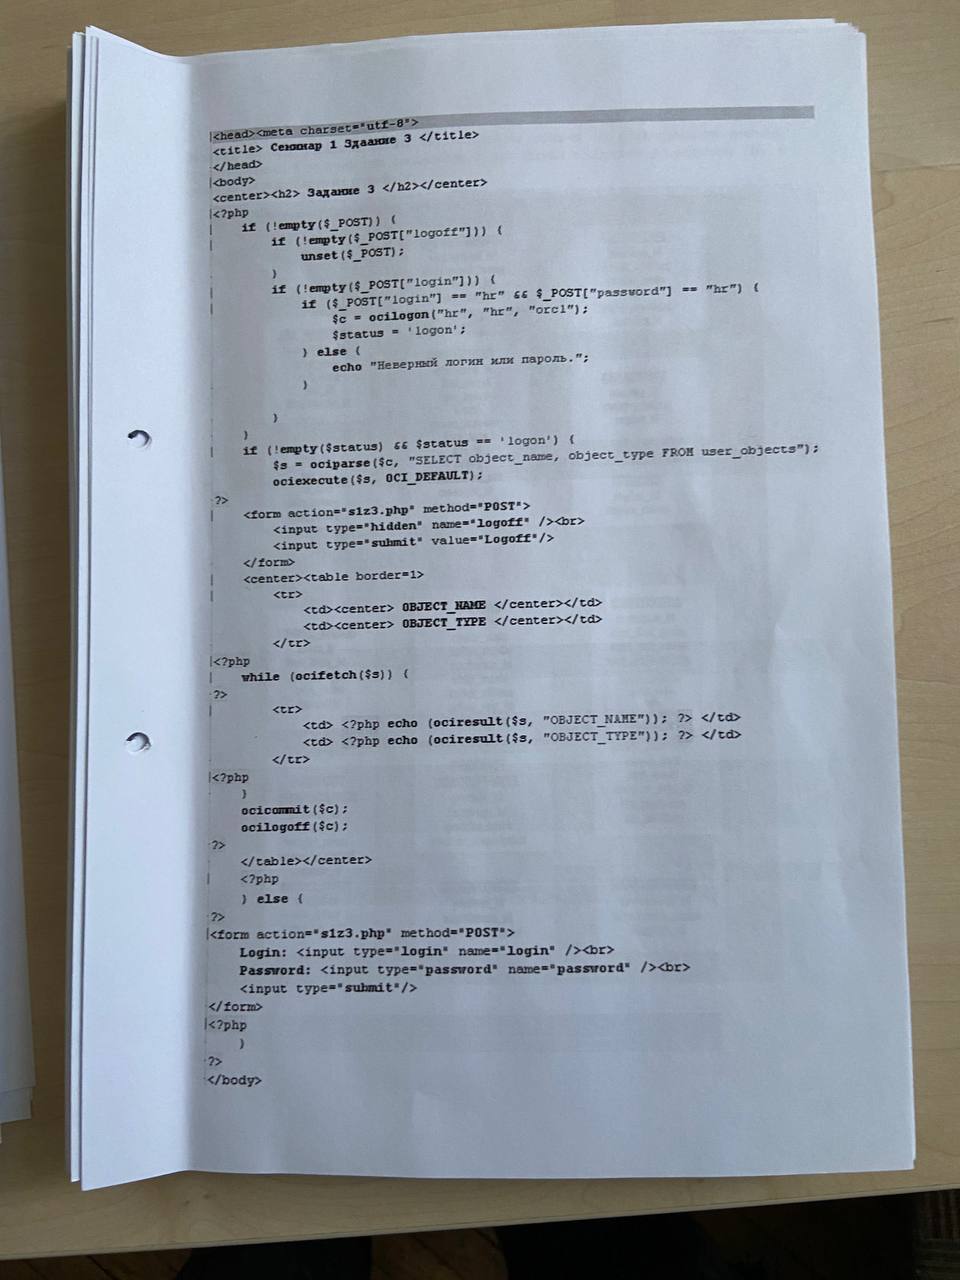 <head><meta charset="utf-8">
<title> Семинар 1 Здаание 3 </title>
</head>
<body>
<center><h2> Задание 3 </h2></center>
<?php
if (!empty($_POST)) {
if (!empty($_POST["logoff"])) {
unset($_POST);
}
if (!empty($_POST["login"])) {
if ($_POST["login"] == "hr" && $_POST["password"] == "hr") {
$c = ocilogon("hr", "hr", "orcl");
$status = 'logon';
} else {
echo "Неверный логин или пароль.";
}
}
}
if (!empty($status) && $status == 'logon') {
$s = ociparse($c, "SELECT object_name, object_type FROM user_objects");
ociexecute($s, OCI_DEFAULT);
?>
<form action="s1z3.php" method="POST">
<input type="hidden" name="logoff" /><br>
<input type="submit" value="Logoff"/>
</form>
<center><table border=1>
<tr>
<td><center> OBJECT_NAME </center></td>
<td><center> OBJECT_TYPE </center></td>
</tr>
<?php
while (ocifetch($s)) {
?>
<tr>
<td> <?php echo (ociresult($s, "OBJECT_NAME")); ?> </td>
<td> <?php echo (ociresult($s, "OBJECT_TYPE")); ?> </td>
</tr>
<?php
}
ocicommit($c);
ocilogoff($c);
?>
</table></center>
<?php
} else {
?>
<form action="s1z3.php" method="POST">
Login: <input type="login" name="login" /><br>
Password: <input type="password" name="password" /><br>
<input type="submit"/>
</form>
<?php
}
?>
</body>